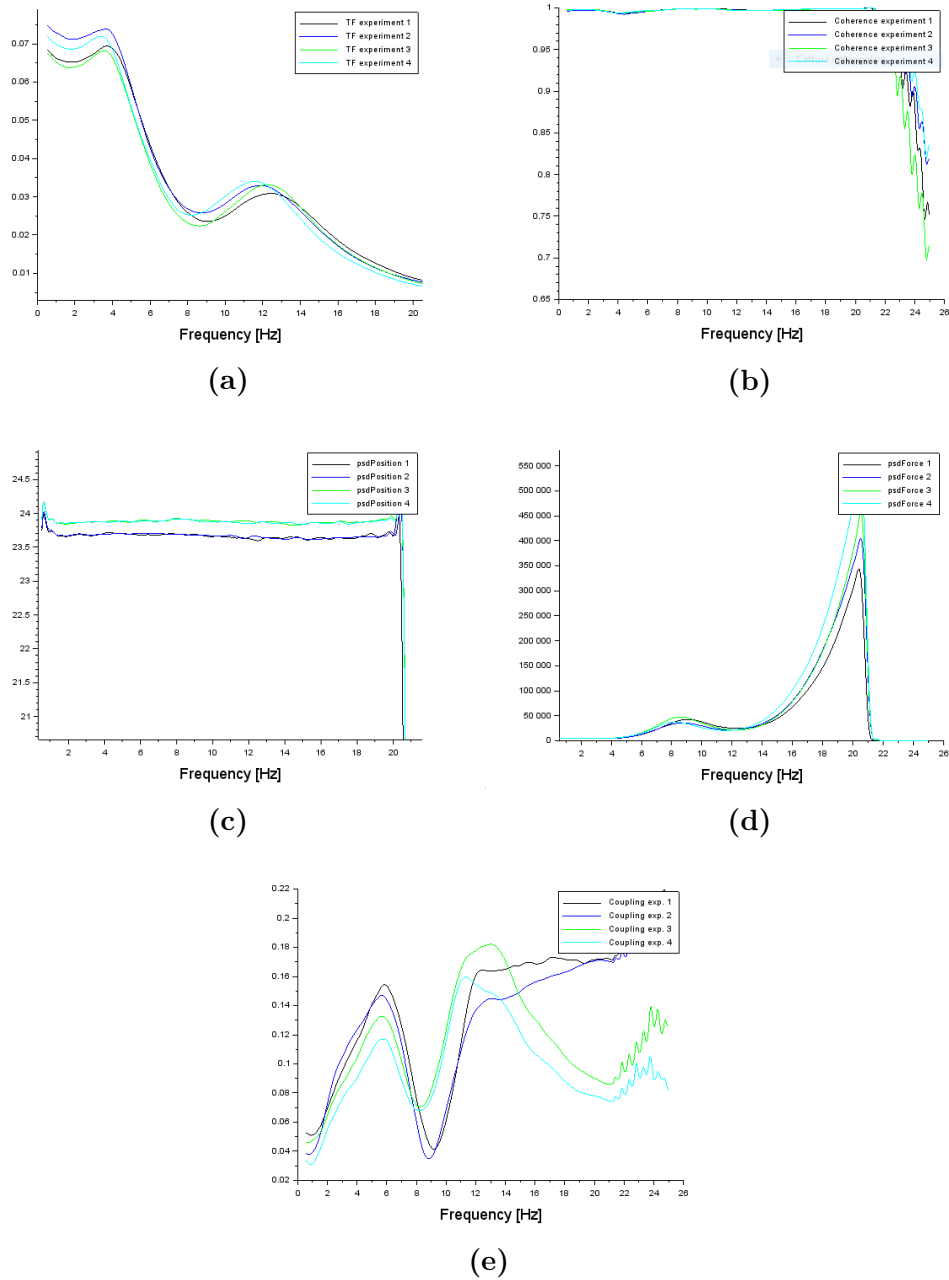 TF experiment 1
TF experiment 2
TF experiment 3
TF experiment 4
0.07
0.06
0.05
0.04
0.03
0.02
0.01
0 2 4 6 8 10 12 14 16 18 20
Frequency [Hz]
(a)
Coherence experiment 1
Coherence experiment 2
Coherence experiment 3
Coherence experiment 4
1
0.95
0.9
0.85
0.8
0.75
0.7
0.65
0 2 4 6 8 10 12 14 16 18 20 22 24 26
Frequency [Hz]
(b)
psdPosition 1
psdPosition 2
psdPosition 3
psdPosition 4
24.5
24
23.5
23
22.5
22
21.5
21
2 4 6 8 10 12 14 16 18 20
Frequency [Hz]
(c)
psdForce 1
psdForce 2
psdForce 3
psdForce 4
550 000
500 000
450 000
400 000
350 000
300 000
250 000
200 000
150 000
100 000
50 000
0
2 4 6 8 10 12 14 16 18 20 22 24 26
Frequency [Hz]
(d)
Coupling exp. 1
Coupling exp. 2
Coupling exp. 3
Coupling exp. 4
0.22
0.2
0.18
0.16
0.14
0.12
0.1
0.08
0.06
0.04
0.02
0 2 4 6 8 10 12 14 16 18 20 22 24 26
Frequency [Hz]
(e)